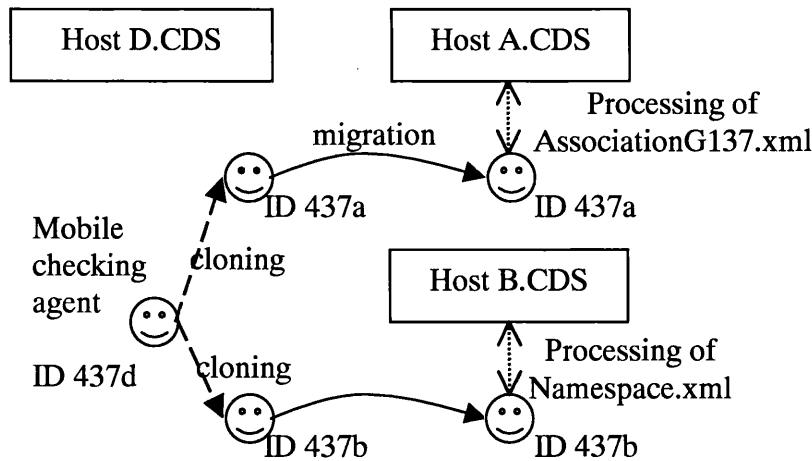 Host D.CDS
Host A.CDS
Processing of
AssociationG137.xml
migration
ID 437a
ID 437a
Mobile
checking
agent
cloning
Host B.CDS
ID 437d
cloning
Processing of
Namespace.xml
ID 437b
ID 437b